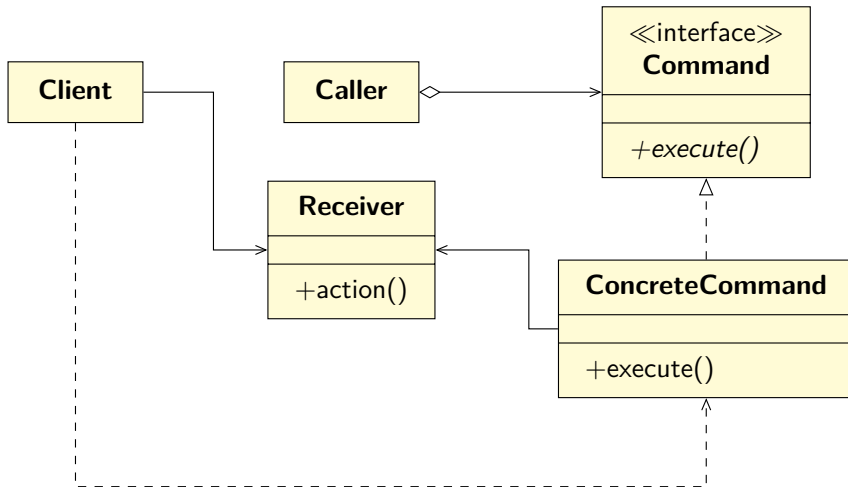 ≪interface≫
Command
+execute()
Client
Caller
Receiver
+action()
ConcreteCommand
+execute()